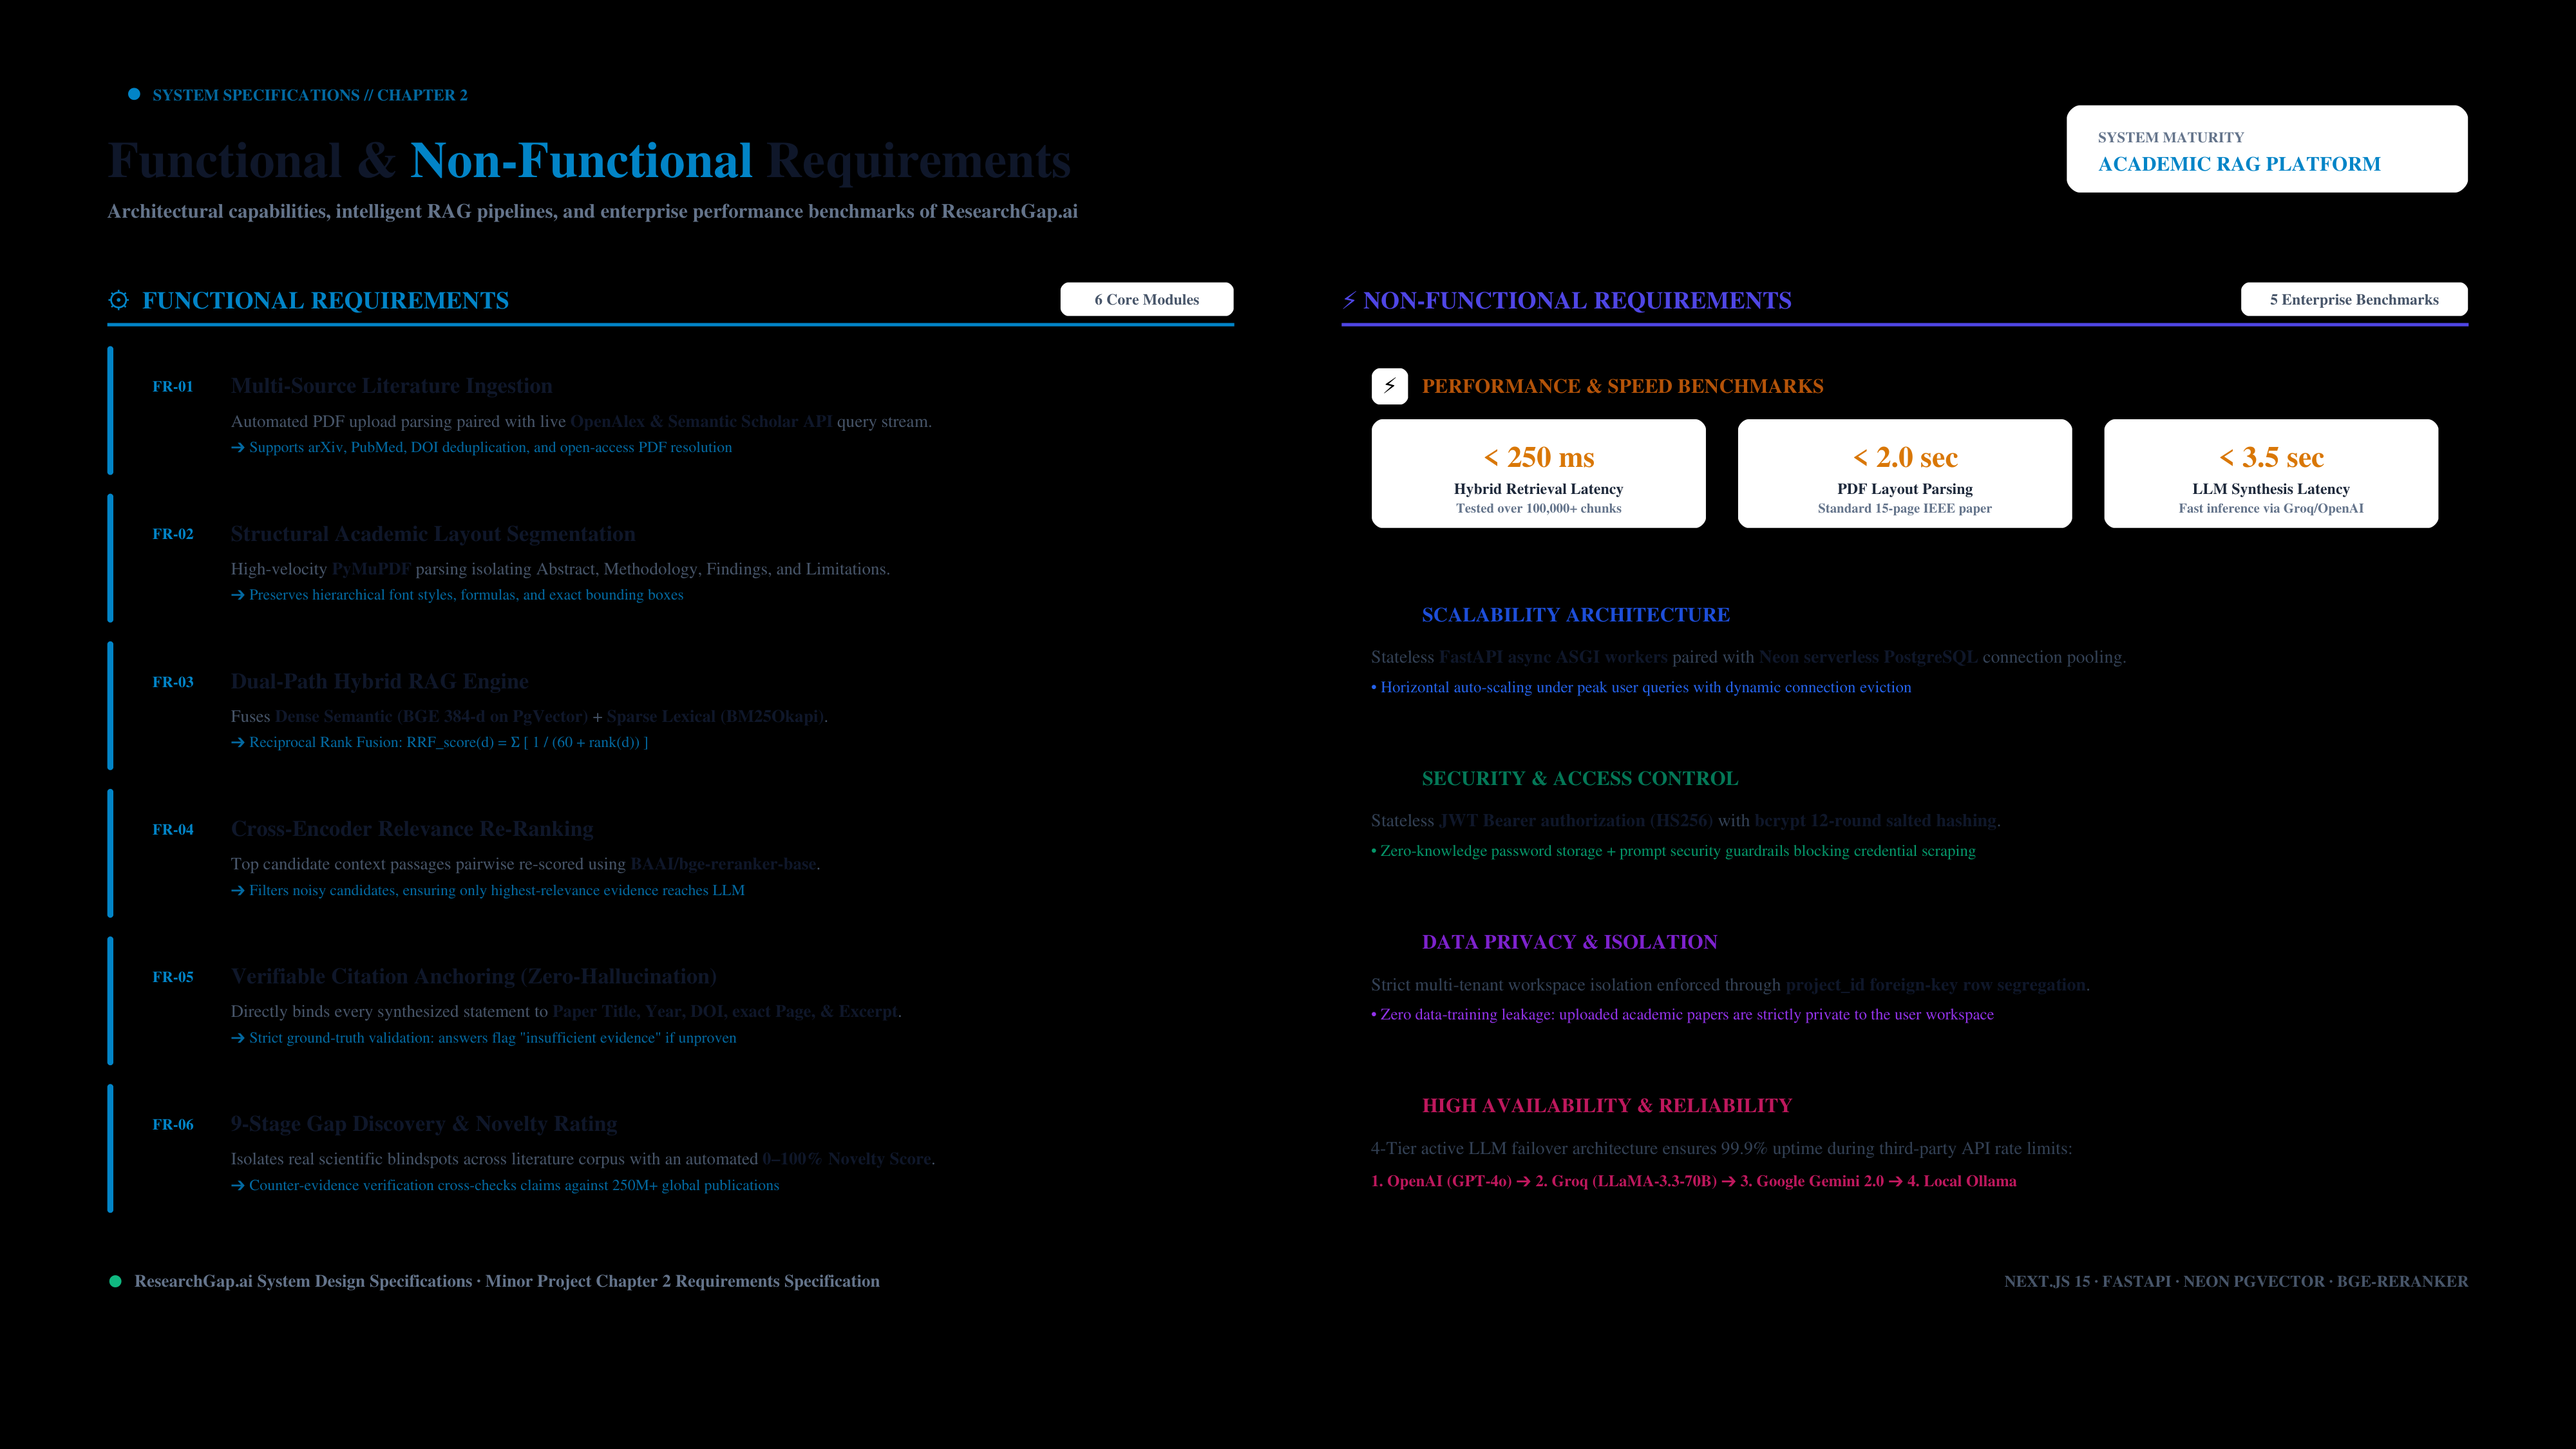 SYSTEM SPECIFICATIONS // CHAPTER 2
Functional & Non-Functional Requirements
Architectural capabilities, intelligent RAG pipelines, and enterprise performance benchmarks of ResearchGap.ai
SYSTEM MATURITY
ACADEMIC RAG PLATFORM
⚙ FUNCTIONAL REQUIREMENTS
6 Core Modules
FR-01 Multi-Source Literature Ingestion
Automated PDF upload parsing paired with live OpenAlex & Semantic Scholar API query stream.
→ Supports arXiv, PubMed, DOI deduplication, and open-access PDF resolution
FR-02 Structural Academic Layout Segmentation
High-velocity PyMuPDF parsing isolating Abstract, Methodology, Findings, and Limitations.
→ Preserves hierarchical font styles, formulas, and exact bounding boxes
FR-03 Dual-Path Hybrid RAG Engine
Fuses Dense Semantic (BGE 384-d on PgVector) + Sparse Lexical (BM25Okapi).
→ Reciprocal Rank Fusion: RRF_score(d) = Σ [ 1 / (60 + rank(d)) ]
FR-04 Cross-Encoder Relevance Re-Ranking
Top candidate context passages pairwise re-scored using BAAI/bge-reranker-base.
→ Filters noisy candidates, ensuring only highest-relevance evidence reaches LLM
FR-05 Verifiable Citation Anchoring (Zero-Hallucination)
Directly binds every synthesized statement to Paper Title, Year, DOI, exact Page, & Excerpt.
→ Strict ground-truth validation: answers flag "insufficient evidence" if unproven
FR-06 9-Stage Gap Discovery & Novelty Rating
Isolates real scientific blindspots across literature corpus with an automated 0–100% Novelty Score.
→ Counter-evidence verification cross-checks claims against 250M+ global publications
⚡ NON-FUNCTIONAL REQUIREMENTS
5 Enterprise Benchmarks
⚡ PERFORMANCE & SPEED BENCHMARKS
< 250 ms
Hybrid Retrieval Latency
Tested over 100,000+ chunks
< 2.0 sec
PDF Layout Parsing
Standard 15-page IEEE paper
< 3.5 sec
LLM Synthesis Latency
Fast inference via Groq/OpenAI
SCALABILITY ARCHITECTURE
Stateless FastAPI async ASGI workers paired with Neon serverless PostgreSQL connection pooling.
• Horizontal auto-scaling under peak user queries with dynamic connection eviction
SECURITY & ACCESS CONTROL
Stateless JWT Bearer authorization (HS256) with bcrypt 12-round salted hashing.
• Zero-knowledge password storage + prompt security guardrails blocking credential scraping
DATA PRIVACY & ISOLATION
Strict multi-tenant workspace isolation enforced through project_id foreign-key row segregation.
• Zero data-training leakage: uploaded academic papers are strictly private to the user workspace
HIGH AVAILABILITY & RELIABILITY
4-Tier active LLM failover architecture ensures 99.9% uptime during third-party API rate limits:
1. OpenAI (GPT-4o) → 2. Groq (LLaMA-3.3-70B) → 3. Google Gemini 2.0 → 4. Local Ollama
ResearchGap.ai System Design Specifications · Minor Project Chapter 2 Requirements Specification
NEXT.JS 15 · FASTAPI · NEON PGVECTOR · BGE-RERANKER